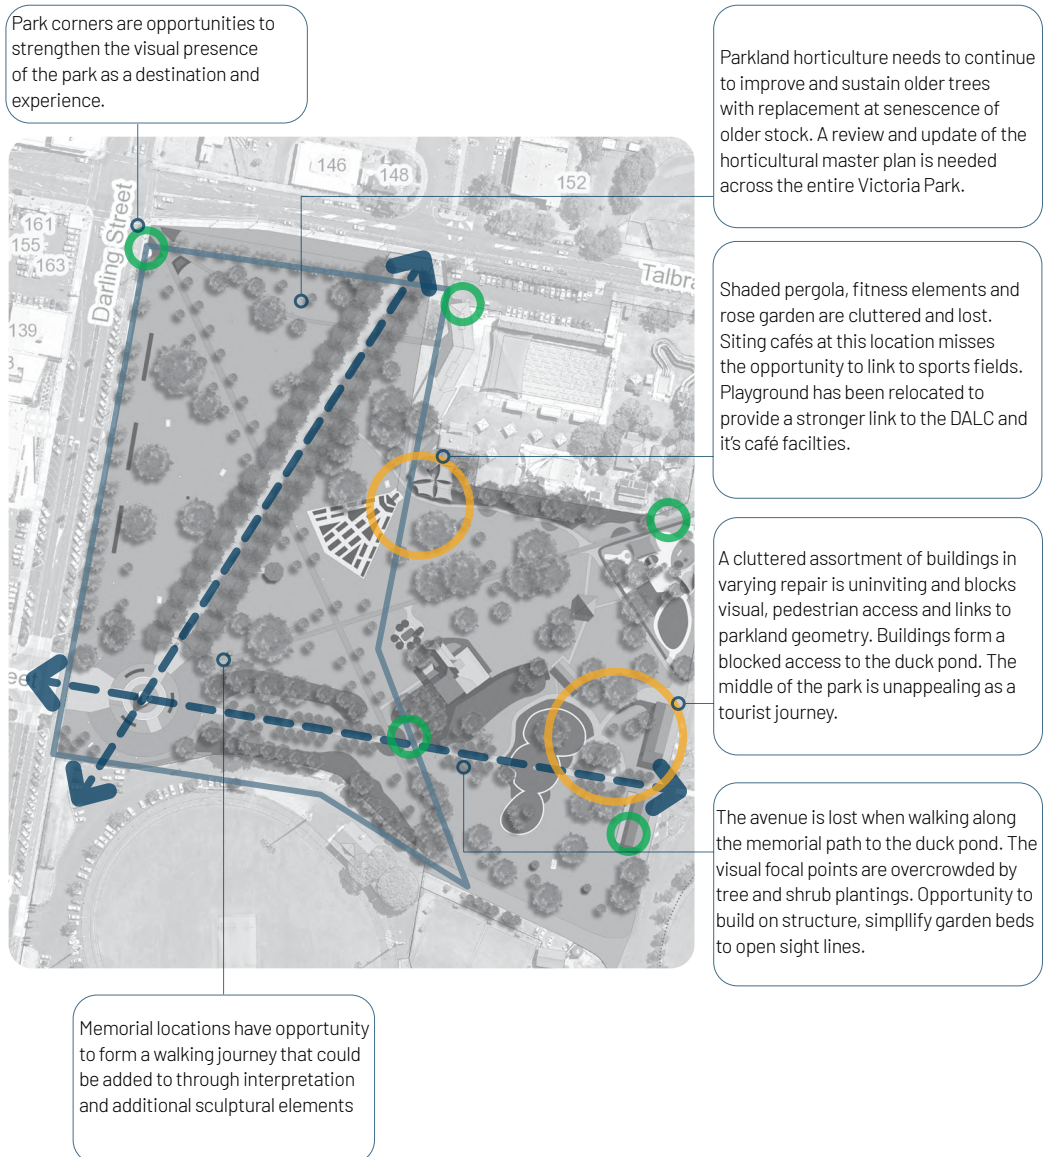 Park corners are opportunities to
strengthen the visual presence
of the park as a destination and
experience.
Parkland horticulture needs to continue
to improve and sustain older trees
with replacement at senescence of
older stock. A review and update of the
horticultural master plan is needed
across the entire Victoria Park.
146
148
152
161
155
163
Darling Street
Talbra
139
3
Shaded pergola, fitness elements and
rose garden are cluttered and lost.
Siting cafés at this location misses
the opportunity to link to sports fields.
Playground has been relocated to
provide a stronger link to the DALC and
it's café facilties.
A cluttered assortment of buildings in
varying repair is uninviting and blocks
visual, pedestrian access and links to
parkland geometry. Buildings form a
blocked access to the duck pond. The
middle of the park is unappealing as a
tourist journey.
The avenue is lost when walking along
the memorial path to the duck pond. The
visual focal points are overcrowded by
tree and shrub plantings. Opportunity to
build on structure, simpllify garden beds
to open sight lines.
Memorial locations have opportunity
to form a walking journey that could
be added to through interpretation
and additional sculptural elements